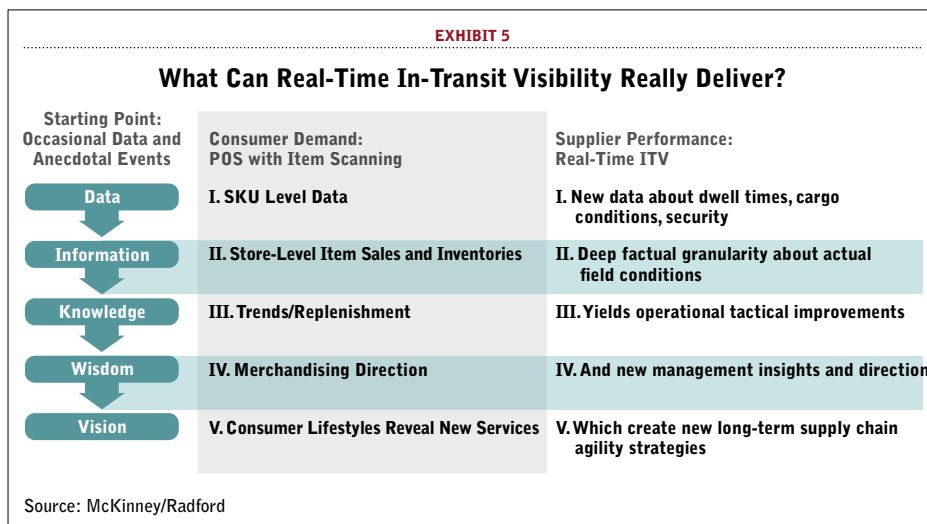 EXHIBIT 5
What Can Real-Time In-Transit Visibility Really Deliver?
Starting Point:
Occasional Data and
Anecdotal Events
Consumer Demand:
POS with Item Scanning
Supplier Performance:
Real-Time ITV
Data
I. SKU Level Data
I. New data about dwell times, cargo
conditions, security
Information
II. Store-Level Item Sales and Inventories
II. Deep factual granularity about actual
field conditions
Knowledge
III. Trends/Replenishment
III. Yields operational tactical improvements
Wisdom
IV. Merchandising Direction
IV. And new management insights and direction
Vision
V. Consumer Lifestyles Reveal New Services
V. Which create new long-term supply chain
agility strategies
Source: McKinney/Radford